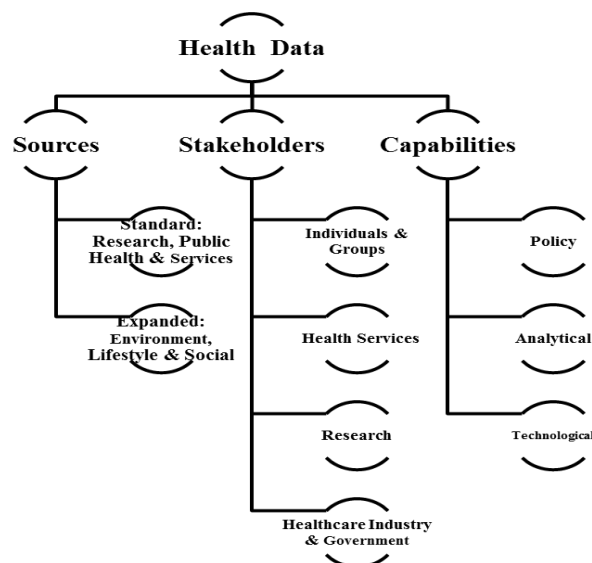 Health Data
Sources
Stakeholders
Capabilities
Standard:
Research, Public
Health & Services
Expanded:
Environment,
Lifestyle & Social
Individuals &
Groups
Health Services
Research
Healthcare Industry
& Government
Policy
Analytical
Technological